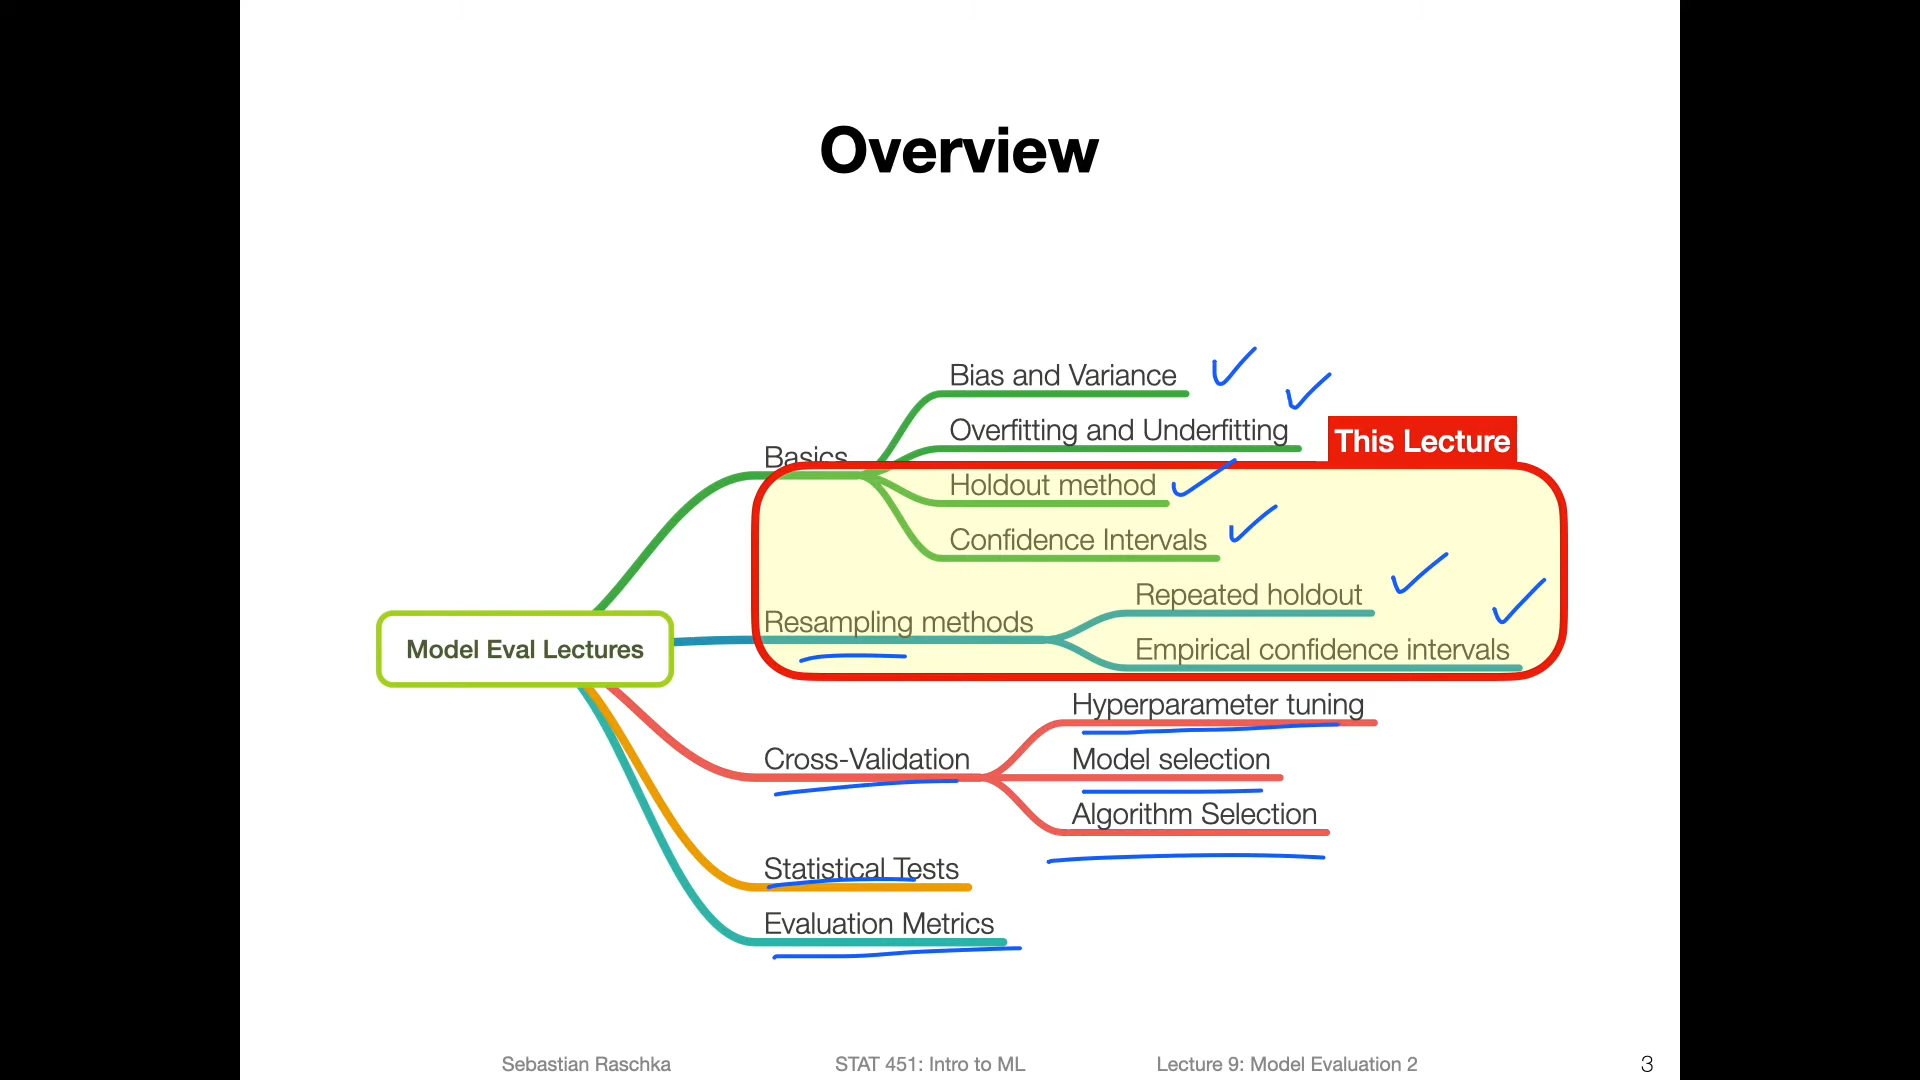 Overview
Bias and Variance
Overfitting and Underfitting
This Lecture
Basics
Holdout method
Confidence Intervals
Repeated holdout
Resampling methods
Model Eval Lectures
Empirical confidence intervals
Hyperparameter tuning
Cross-Validation
Model selection
Algorithm Selection
Statistical Tests
Evaluation Metrics
Sebastian Raschka STAT 451: Intro to ML Lecture 9: Model Evaluation 2 3